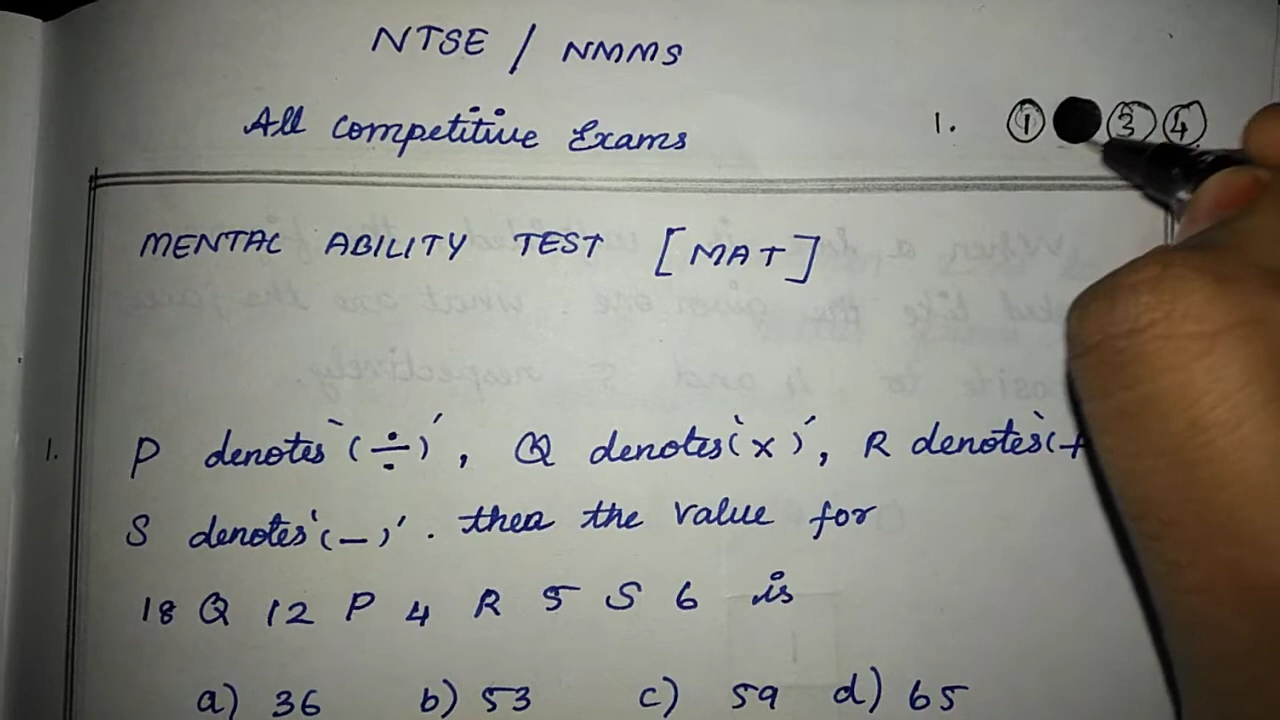 NTSE / NMMS
All Competitive Exams
1. ① ③ ④
MENTAL ABILITY TEST [MAT]
1. P denotes `(÷)', Q denotes `(x)', R denotes `(+
S denotes '(–)'. then the value for
18 Q 12 P 4 R 5 S 6 is
a) 36 b) 53 c) 59 d) 65